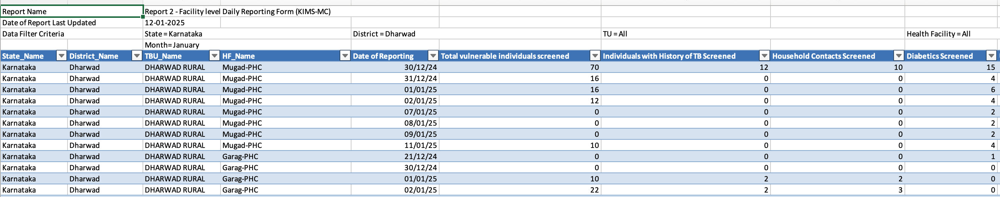 Report Name Report 2 - Facility level Daily Reporting Form (KIMS-MC)
Date of Report Last Updated 12-01-2025
Data Filter Criteria State = Karnataka District = Dharwad TU = All Health Facility = All
Month= January
State_Name District_Name TBU_Name HF_Name Date of Reporting Total vulnerable individuals screened Individuals with History of TB Screened Household Contacts Screened Diabetics Screened
Karnataka Dharwad DHARWAD RURAL Mugad-PHC 30/12/24 70 12 10 15
Karnataka Dharwad DHARWAD RURAL Mugad-PHC 31/12/24 16 0 0 4
Karnataka Dharwad DHARWAD RURAL Mugad-PHC 01/01/25 16 0 0 6
Karnataka Dharwad DHARWAD RURAL Mugad-PHC 02/01/25 12 0 0 4
Karnataka Dharwad DHARWAD RURAL Mugad-PHC 07/01/25 0 0 0 2
Karnataka Dharwad DHARWAD RURAL Mugad-PHC 08/01/25 0 0 0 2
Karnataka Dharwad DHARWAD RURAL Mugad-PHC 09/01/25 0 0 0 2
Karnataka Dharwad DHARWAD RURAL Mugad-PHC 11/01/25 10 0 0 4
Karnataka Dharwad DHARWAD RURAL Garag-PHC 21/12/24 0 0 0 1
Karnataka Dharwad DHARWAD RURAL Garag-PHC 30/12/24 0 0 0 0
Karnataka Dharwad DHARWAD RURAL Garag-PHC 01/01/25 10 2 2 0
Karnataka Dharwad DHARWAD RURAL Garag-PHC 02/01/25 22 2 3 0